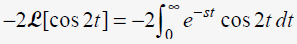 -2𝓛[cos 2t] = -2∫₀^∞ e^{-st} cos 2t dt